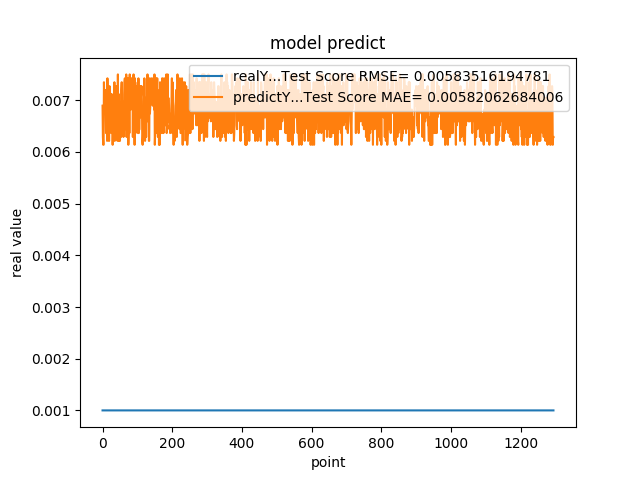 model predict
realY...Test Score RMSE= 0.00583516194781
predictY...Test Score MAE= 0.00582062684006
0.007
0.006
0.005
0.004
0.003
0.002
0.001
real value
0 200 400 600 800 1000 1200
point